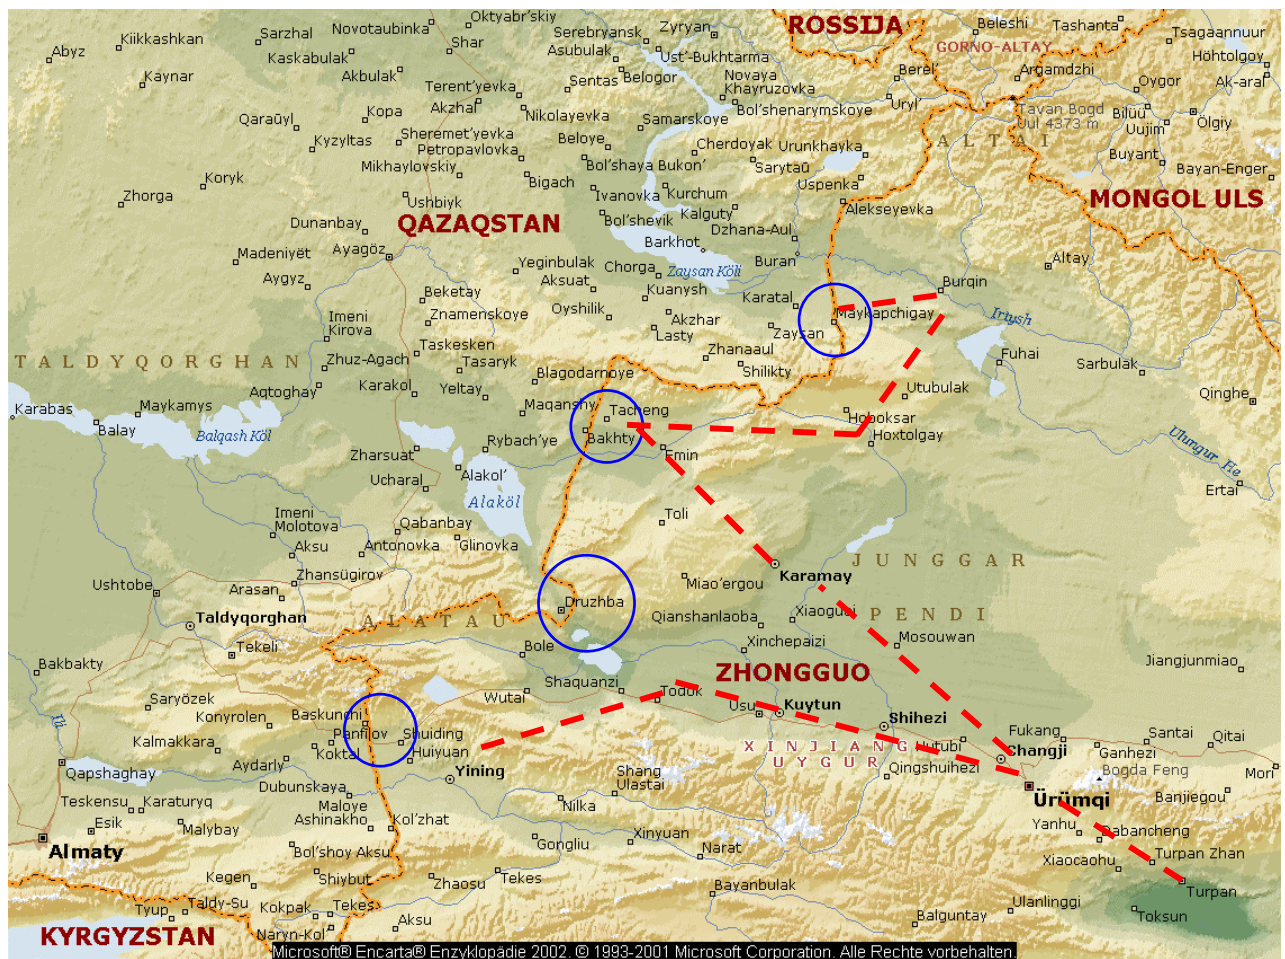 Oktyabr'skiy
ROSSIJA
Beleshi
Tashanta
Kiikkashkan
Sarzhal
Novotaubinka
Serebryansk
Zyryan
Tsagaannuur
Abyz
Shar
Asubulak
GORNO-ALTAY
Höhtolgoy
Kaskabulak
Ust'-Bukhtarma
Kaynar
Akbulak
Belogor
Novaya
Khayruzovka
Berel'
Argamdzhi
Oygor
Ak-aral
Terent'yevka
Sentas
Akzhal
Bol'shenarymskoye
Uryl'
Tavan Bogd
Uul 4373 m
Kopa
Nikolayevka
Biluu
Qaraūyl
Samarskoye
Uujim
Ölgiy
Sheremet'yevka
Beloye
ALTAI
Kyzyltas
Petropavlovka
Cherdoyak
Urunkhayka
Buyant
Mikhaylovskiy
Bol'shaya Bukon'
Sarytaū
Bayan-Enger
Koryk
Bigach
Uspenka
Zhorga
Ushbiyk
Ivanovka
Kurchum
MONGOL ULS
QAZAQSTAN
Bol'shevik
Kalguty
Alekseyevka
Dunanbay
Dzhana-Aul
Ayagöz
Barkhot
Madeniyët
Buran
Altay
Yeginbulak
Chorga
Zaysan Köli
Aygyz
Aksuat
Burqin
Beketay
Kuanysh
Karatal
Oyshilik
Imeni
Kirova
Znamenskoye
Akzhar
Maykapchigay
Irtysh
Lasty
Zaysan
TALDYQORGHAN
Zhuz-Agach
Taskesken
Zhanaaul
Fuhai
Tasaryk
Shilikty
Sarbulak
Aqtoghay
Karakol
Yeltay
Blagodarnoye
Utubulak
Qinghe
Karabas
Maykamys
Maqanshy
Tacheng
Hoboksar
Balay
Balqash Köl
Rybach'ye
Bakhty
Hoxtolgay
Zharsuat
Emin
Ulungur He
Alakol'
Ucharal
Alaköl
Ertai
Imeni
Molotova
Qabanbay
Toli
Aksu
Antonovka
Glinovka
JUNGGAR
Ushtobe
Zhansügirov
Karamay
Arasan
Miao'ergou
Druzhba
Taldyqorghan
ALATAU
Qianshanlaoba
Xiaoguai
PENDI
Tekeli
Xinchepaizi
Mosouwan
Bakbakty
Bole
Jiangjunmiao
ZHONGGUO
Saryözek
Wutai
Shaquanzi
Todok
Ili
Konyrolen
Baskunchi
Usu
Kuytun
Shihezi
Kalmakkara
Panfilov
Shuiding
Fukang
Santai
Qitai
Koktal
Huiyuan
XINJIANG
UYGUR
Hutubi
Changji
Ganhezi
Qapshaghay
Aydarly
Yining
Shang
Ulastai
Qingshuihezi
Bogda Feng
Mori
Dubunskaya
Teskensu
Karaturyq
Maloye
Ashinakho
Nilka
Ürümqi
Banjiegou
Esik
Malybay
Kol'zhat
Xinyuan
Yanhu
Dabancheng
Almaty
Bol'shoy Aksu
Gongliu
Narat
Xiaocaohu
Turpan Zhan
Kegen
Shiybut
Zhaosu
Tekes
Bayanbulak
Turpan
Taldy-Su
Tekes
Ulanlinggi
Tyup
Kokpak
Aksu
Balguntay
Toksun
KYRGYZSTAN
Naryn-Kol'
Microsoft® Encarta® Enzyklopädie 2002. © 1993-2001 Microsoft Corporation. Alle Rechte vorbehalten.